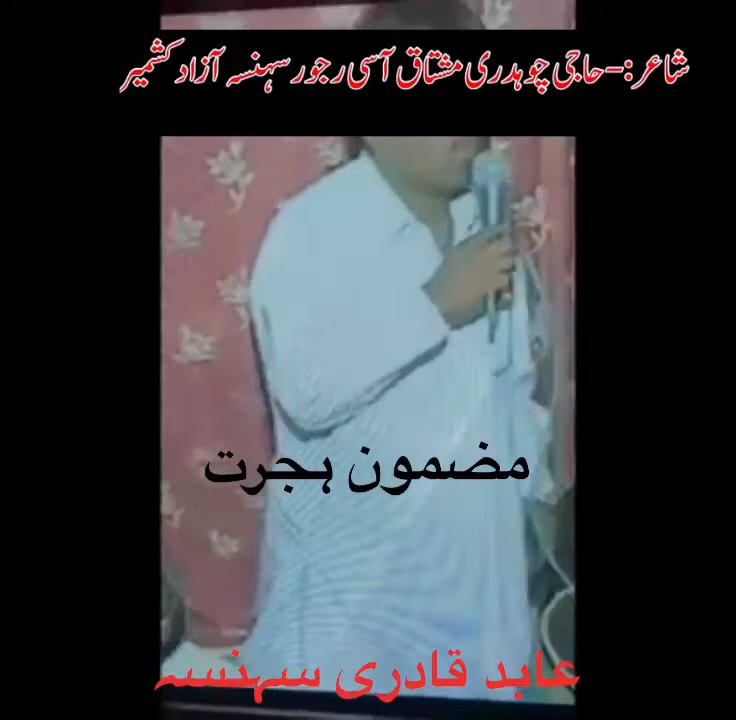 شاعر:-حاجی چوہدری مشتاق آسی رجور سہنسہ آزاد کشمیر
مضمون ہجرت
عابد قادری سہنسہ